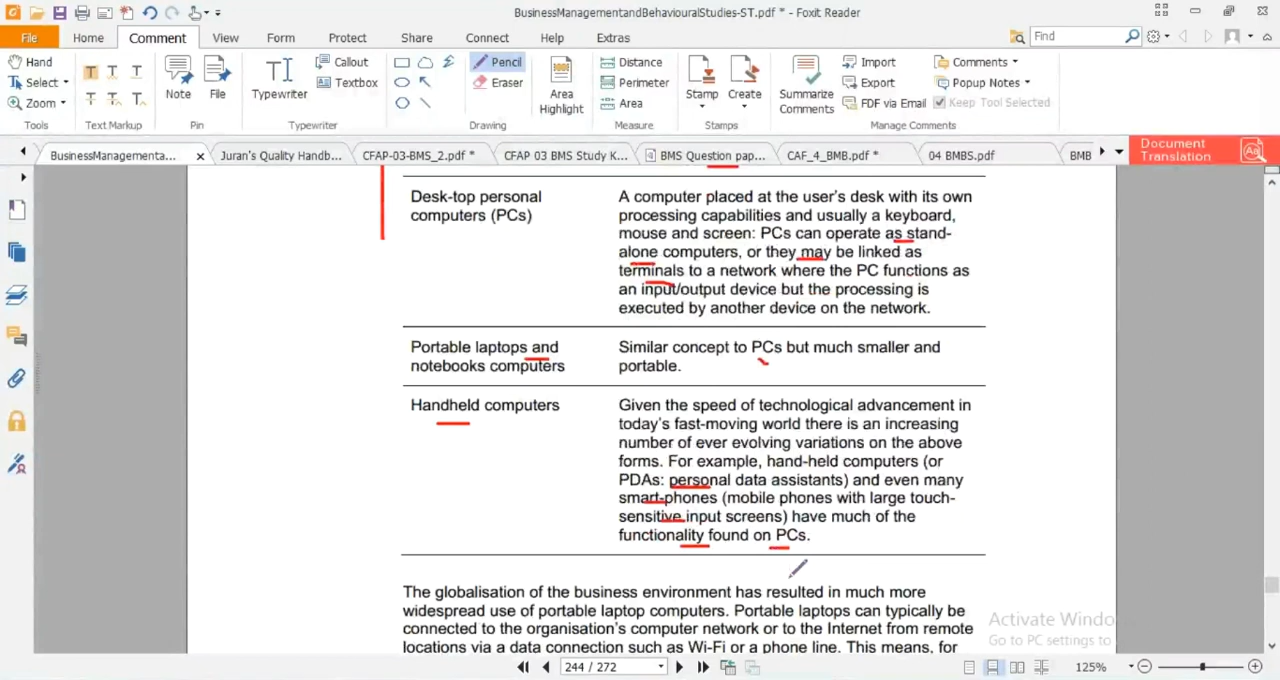 BusinessManagementandBehaviouralStudies-ST.pdf * - Foxit Reader
File Home Comment View Form Protect Share Connect Help Extras Find
Hand Select Zoom Tools
Text Markup
Note File Pin
Typewriter Callout Textbox Typewriter
Pencil Eraser Drawing
Area Highlight Distance Perimeter Area Measure
Stamp Create Stamps
Summarize Comments Import Export FDF via Email Comments Popup Notes Keep Tool Selected Manage Comments
BusinessManagementa... Juran's Quality Handb... CFAP-03-BMS_2.pdf * CFAP 03 BMS Study K... BMS Question pap... CAF_4_BMB.pdf * 04 BMBS.pdf BMB
Document Translation
Desk-top personal
computers (PCs)
A computer placed at the user's desk with its own
processing capabilities and usually a keyboard,
mouse and screen: PCs can operate as stand-
alone computers, or they may be linked as
terminals to a network where the PC functions as
an input/output device but the processing is
executed by another device on the network.
Portable laptops and
notebooks computers
Similar concept to PCs but much smaller and
portable.
Handheld computers
Given the speed of technological advancement in
today's fast-moving world there is an increasing
number of ever evolving variations on the above
forms. For example, hand-held computers (or
PDAs: personal data assistants) and even many
smart-phones (mobile phones with large touch-
sensitive input screens) have much of the
functionality found on PCs.
The globalisation of the business environment has resulted in much more
widespread use of portable laptop computers. Portable laptops can typically be
connected to the organisation's computer network or to the Internet from remote
locations via a data connection such as Wi-Fi or a phone line. This means, for
Activate Windo
Go to PC settings to
244 / 272
125%